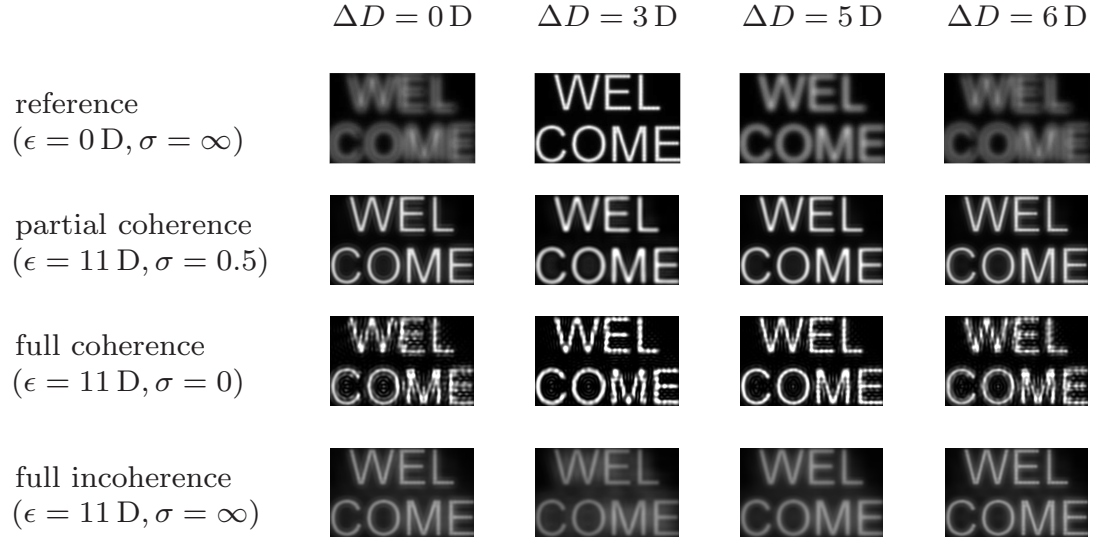 ΔD = 0 D ΔD = 3 D ΔD = 5 D ΔD = 6 D
reference
(ϵ = 0 D, σ = ∞)
WEL WEL WEL WEL
COME COME COME COME
partial coherence
(ϵ = 11 D, σ = 0.5)
WEL WEL WEL WEL
COME COME COME COME
full coherence
(ϵ = 11 D, σ = 0)
WEL WEL WEL WEL
COME COME COME COME
full incoherence
(ϵ = 11 D, σ = ∞)
WEL WEL WEL WEL
COME COME COME COME